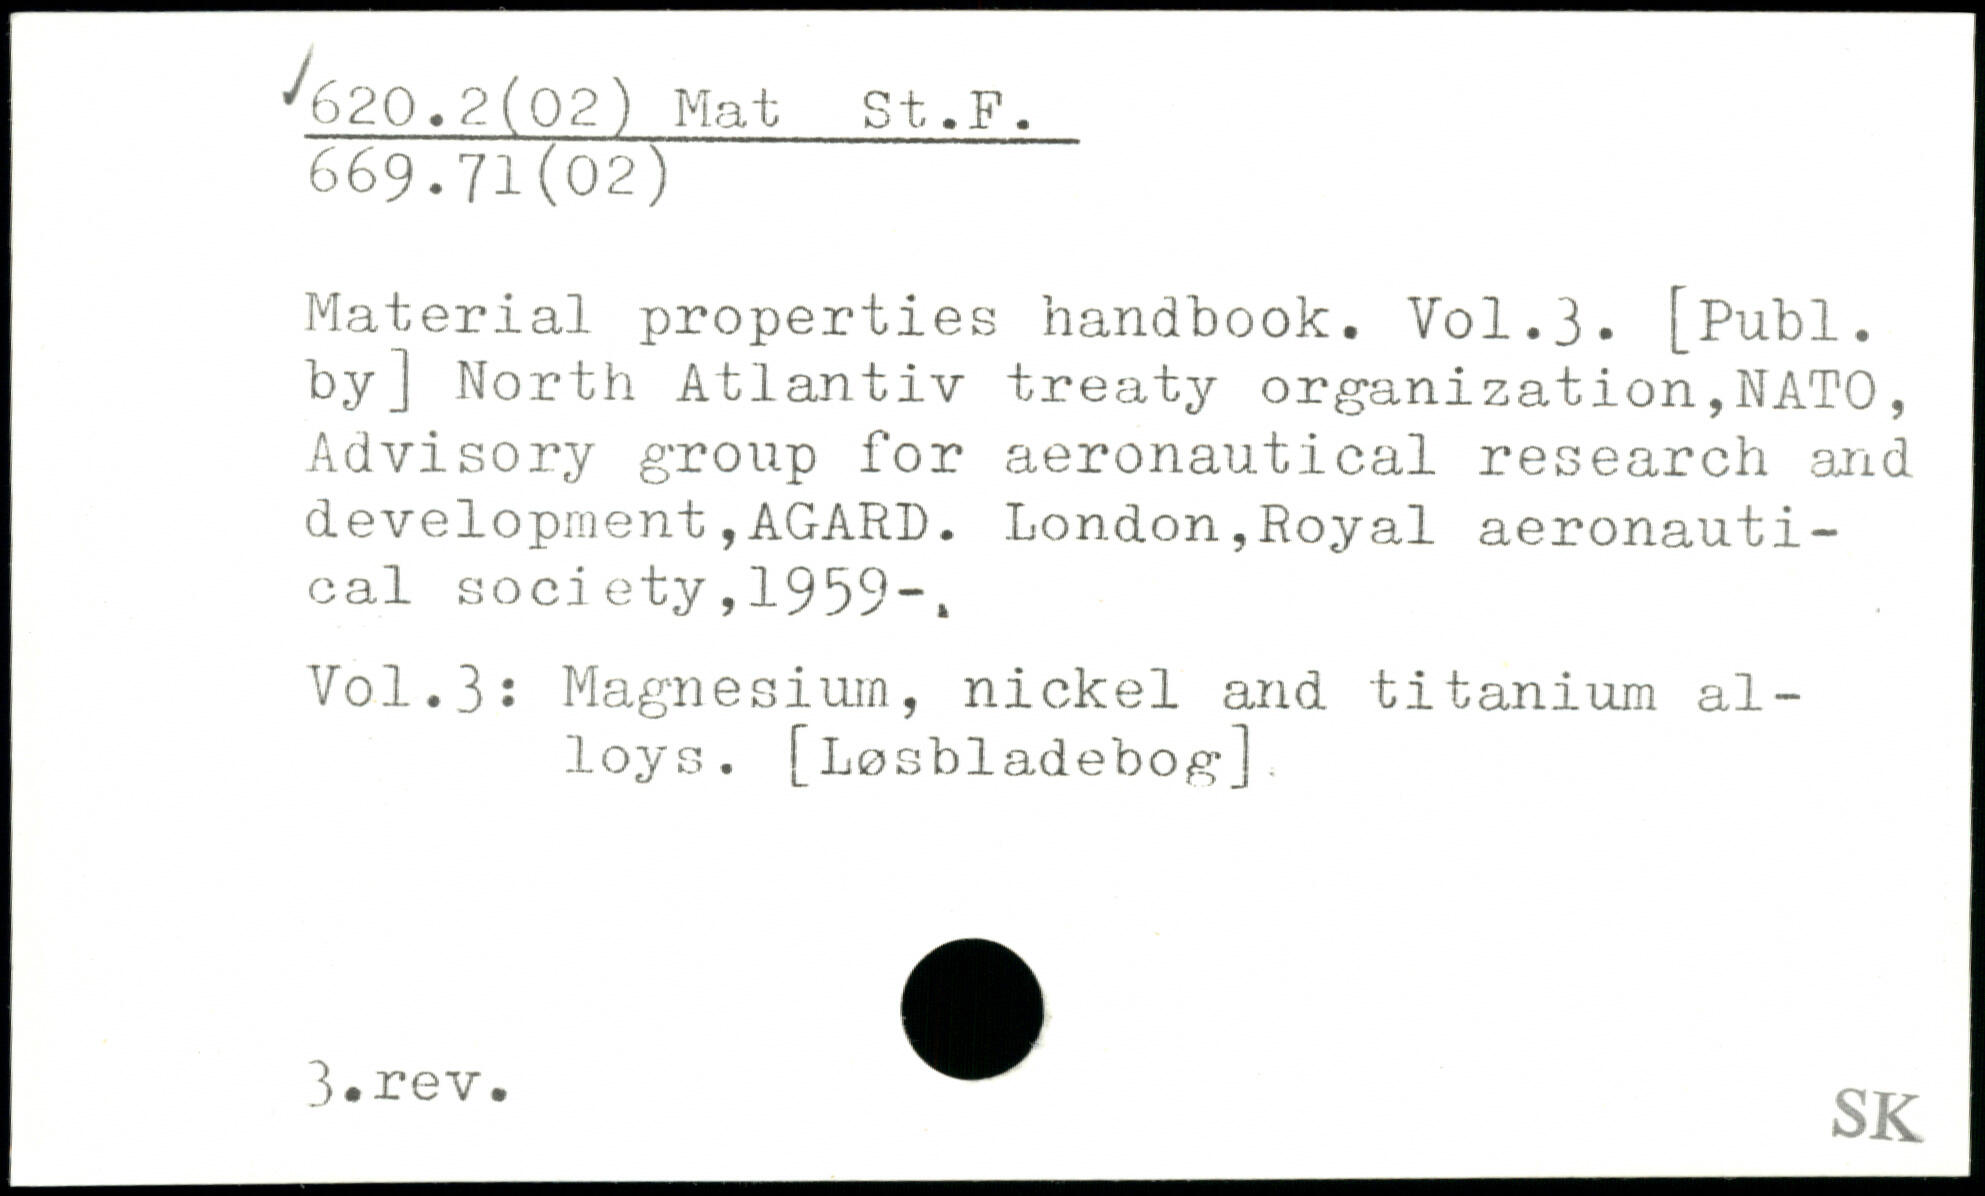 620.2(02) Mat St.F.
669.71(02)
Material properties handbook. Vol.3. [Publ.
by] North Atlantiv treaty organization,NATO,
Advisory group for aeronautical research and
development,AGARD. London,Royal aeronauti-
cal society,1959-.
Vol.3: Magnesium, nickel and titanium al-
loys. [Løsbladebog]
3.rev.
SK